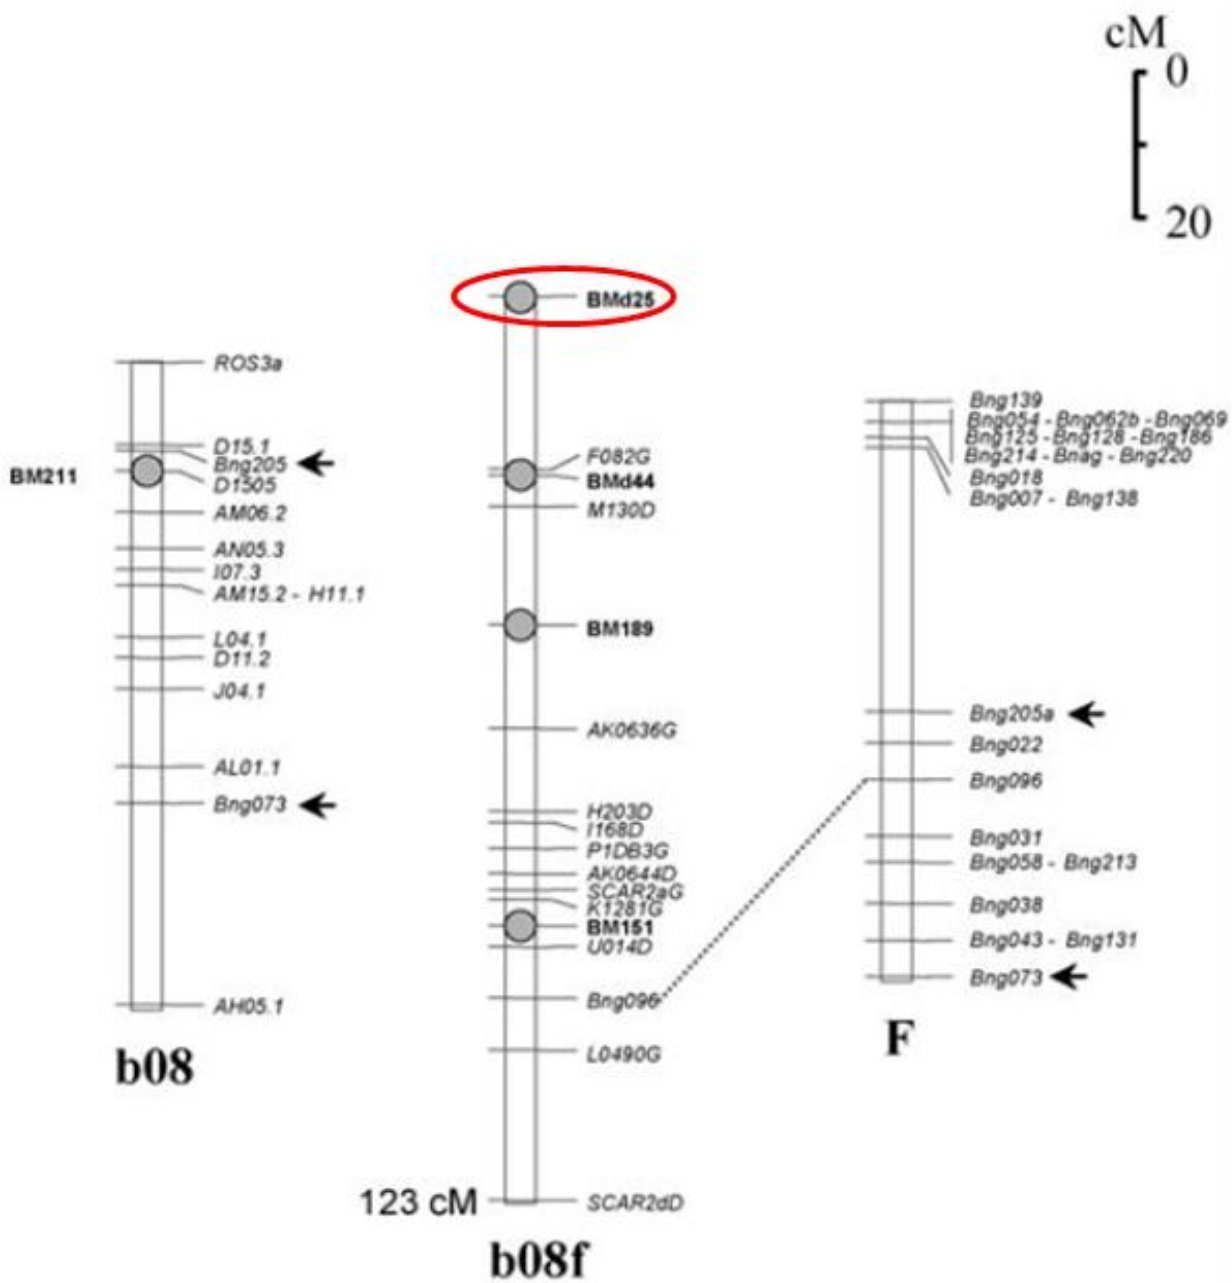 cM
0
20
BMd25
ROS3a
D15.1
Bng205
BM211
D1505
AM06.2
AN05.3
I07.3
AM15.2 - H11.1
L04.1
D11.2
J04.1
AL01.1
Bng073
AH05.1
b08
F082G
BMd44
M130D
BM189
AK0636G
H203D
I168D
P1DB3G
AK0644D
SCAR2aG
K1281G
BM151
U014D
Bng096
L0490G
123 cM
SCAR2dD
b08f
Bng139
Bng054 - Bng062b - Bng069
Bng125 - Bng128 - Bng186
Bng214 - Bnag - Bng220
Bng018
Bng007 - Bng138
Bng205a
Bng022
Bng096
Bng031
Bng058 - Bng213
Bng038
Bng043 - Bng131
Bng073
F